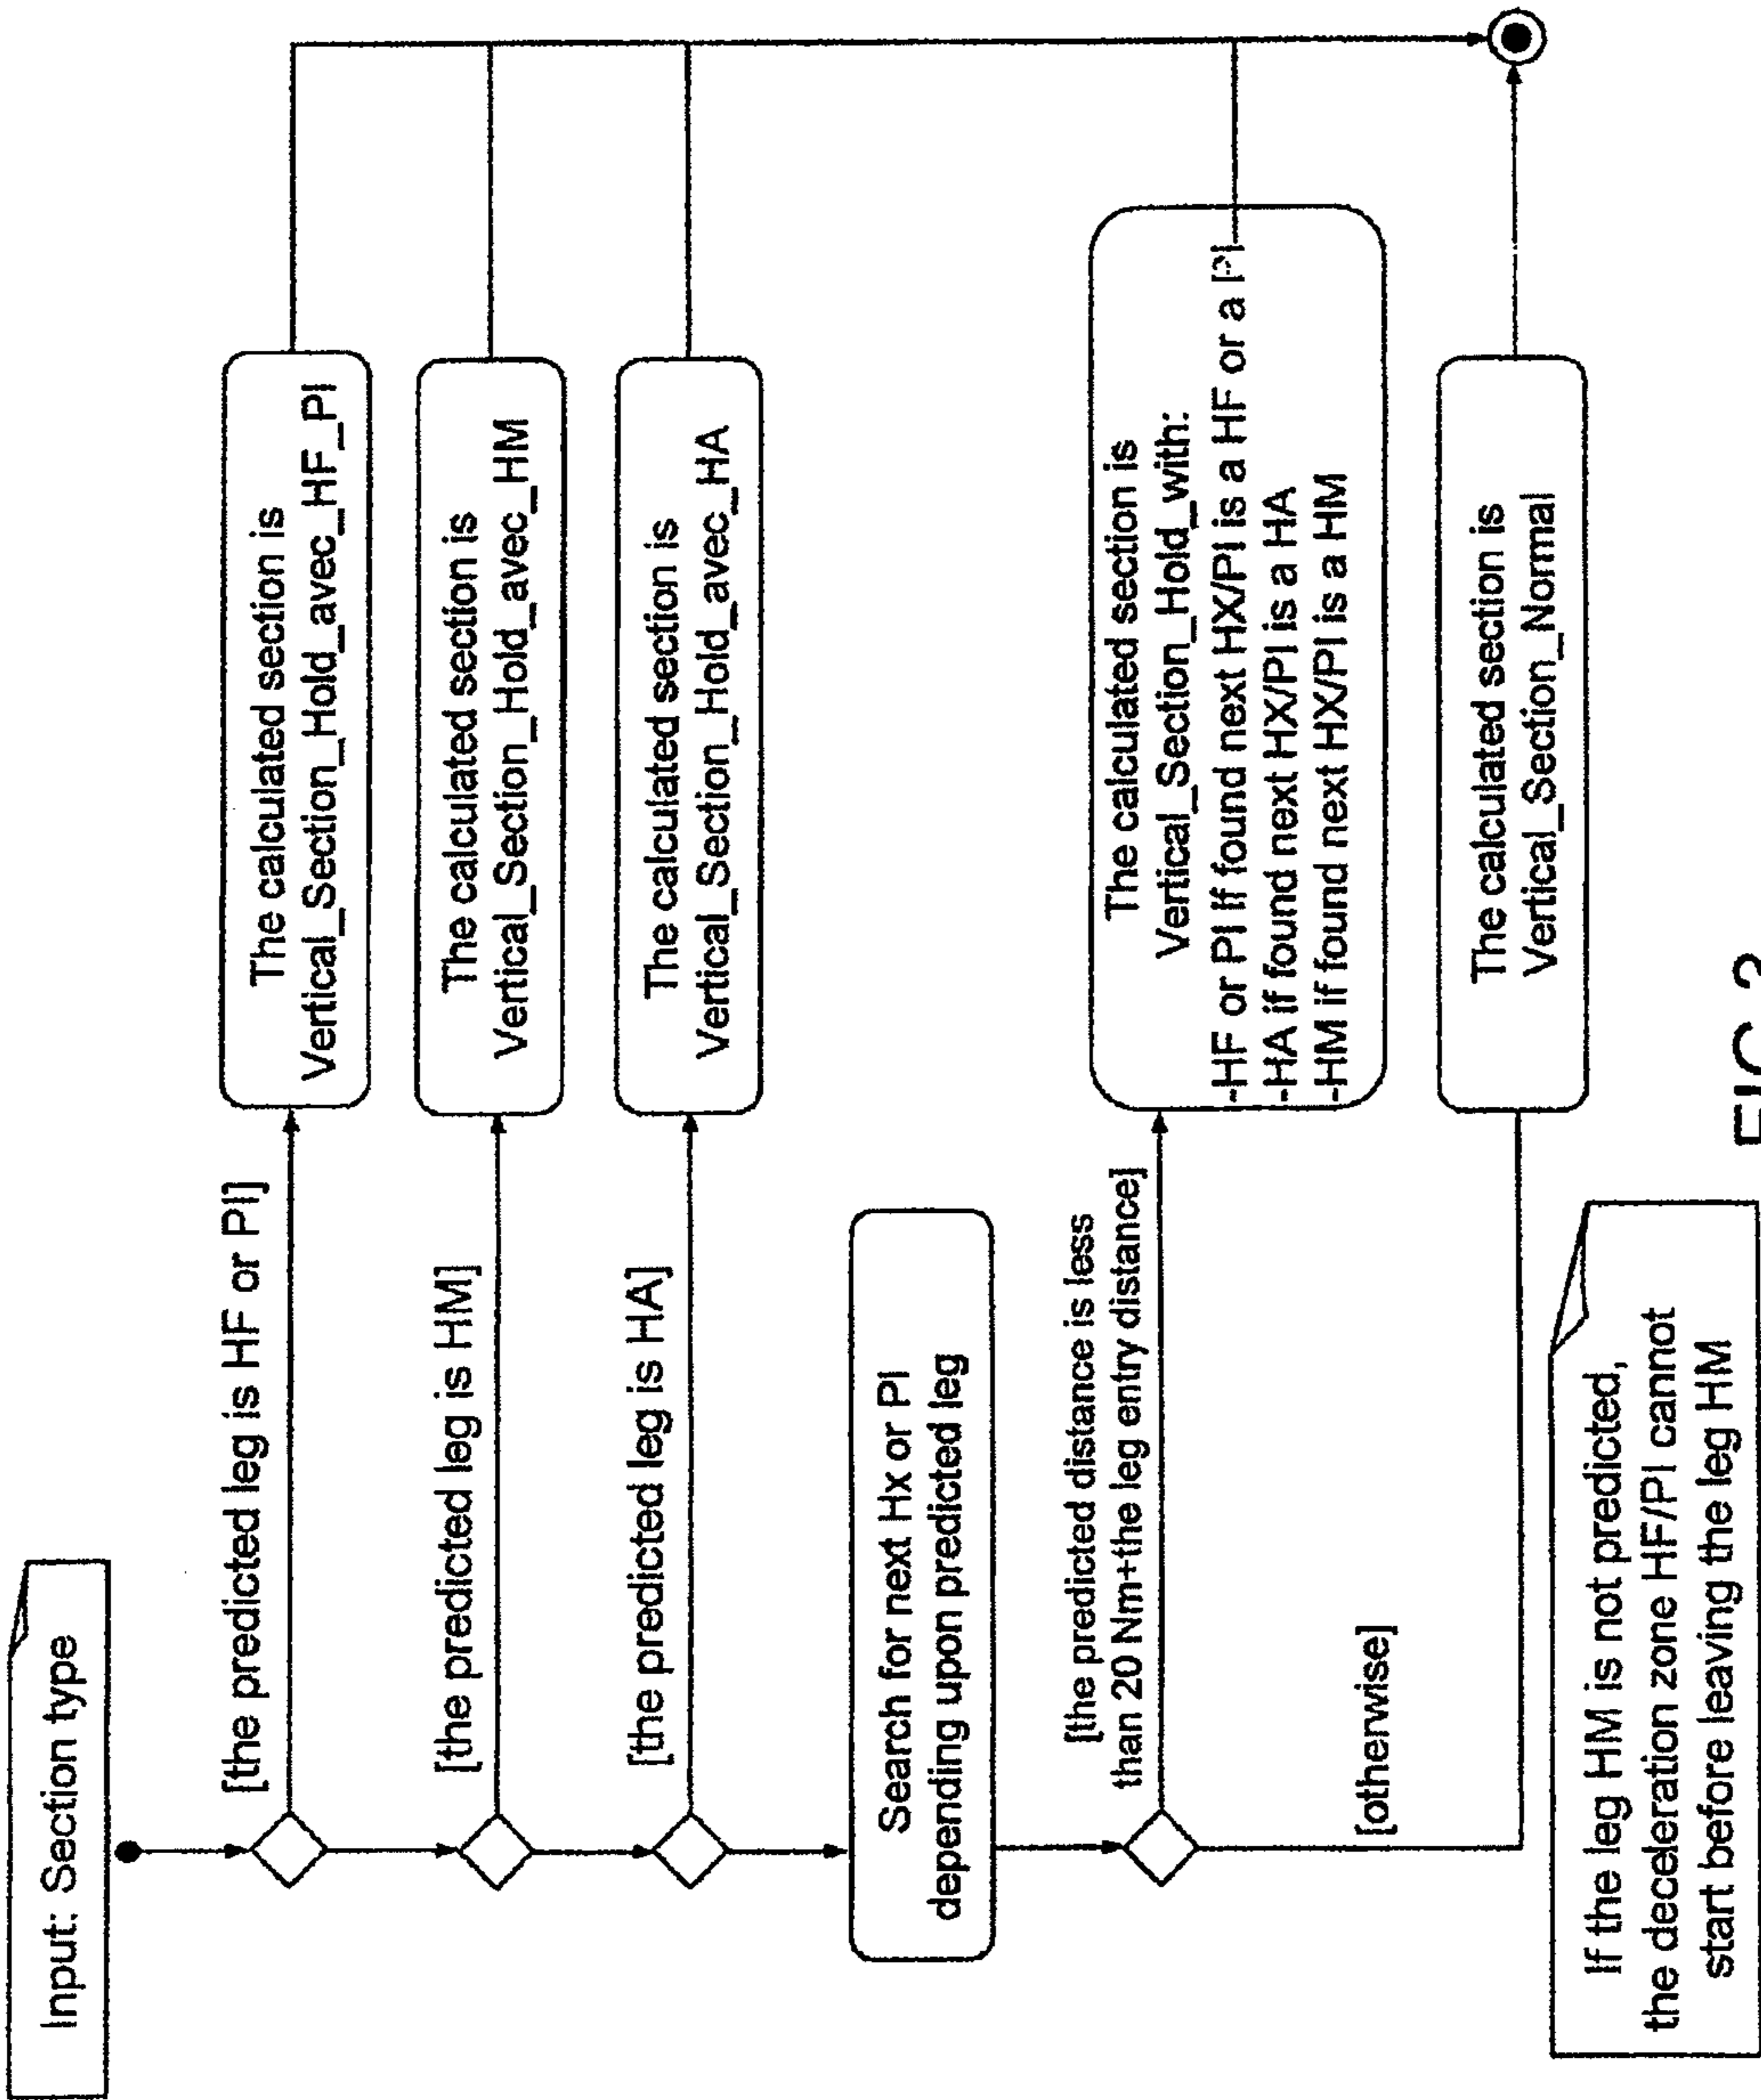 Input: Section type
[the predicted leg is HF or PI]
The calculated section is
Vertical_Section_Hold_avec_HF_PI
[the predicted leg is HM]
The calculated section is
Vertical_Section_Hold_avec_HM
[the predicted leg is HA]
The calculated section is
Vertical_Section_Hold_avec_HA
Search for next Hx or PI
depending upon predicted leg
[the predicted distance is less
than 20 Nm+the leg entry distance]
The calculated section is
Vertical_Section_Hold_with:
-HF or PI if found next HX/PI is a HF or a PI
-HA if found next HX/PI is a HA
-HM if found next HX/PI is a HM
[otherwise]
The calculated section is
Vertical_Section_Normal
If the leg HM is not predicted,
the deceleration zone HF/PI cannot
start before leaving the leg HM